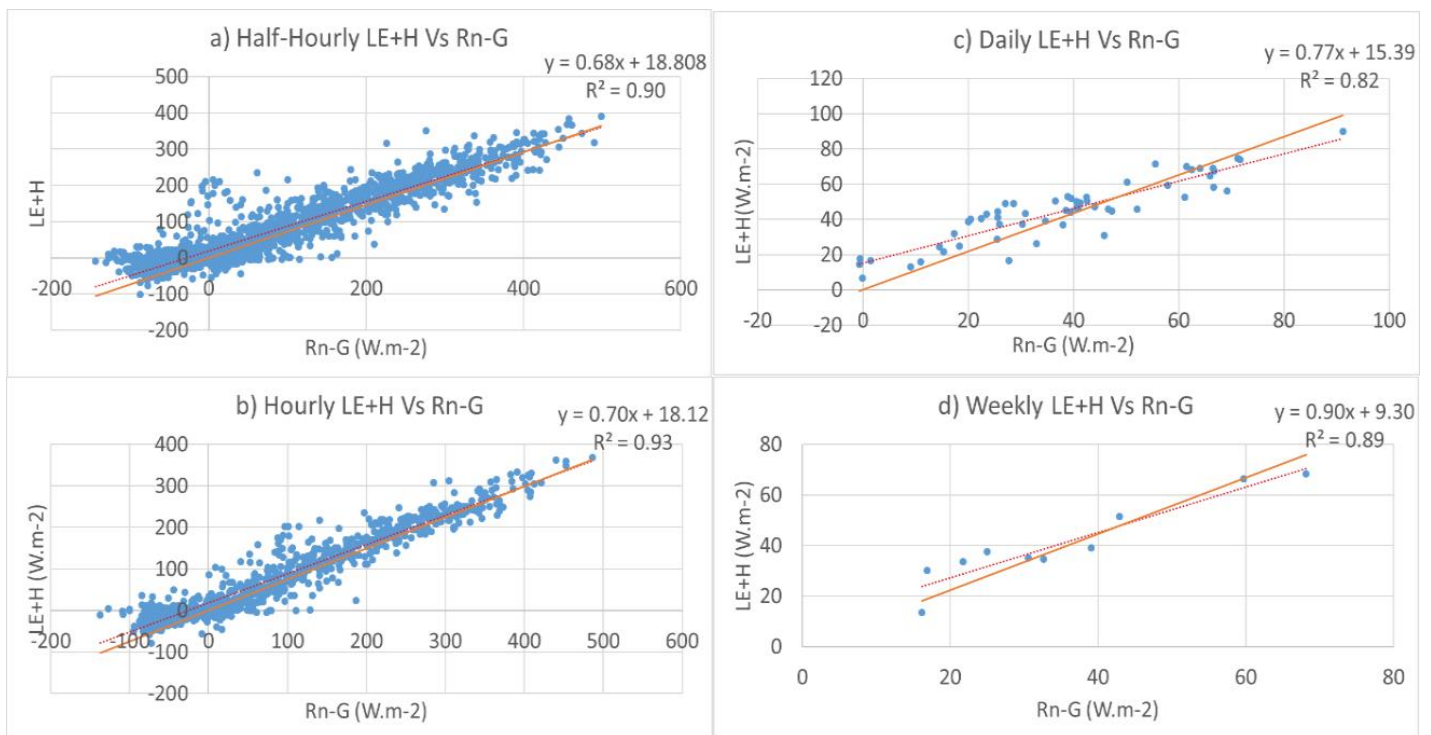 a) Half-Hourly LE+H Vs Rn-G
y = 0.68x + 18.808
R² = 0.90
500
400
300
200
100
0
-100
-200
-200
0
200
400
600
LE+H
Rn-G (W.m-2)
c) Daily LE+H Vs Rn-G
y = 0.77x + 15.39
R² = 0.82
120
100
80
60
40
20
0
-20
-20
0
20
40
60
80
100
LE+H(W.m-2)
Rn-G (W.m-2)
b) Hourly LE+H Vs Rn-G
y = 0.70x + 18.12
R² = 0.93
400
300
200
100
0
-100
-200
-200
-100
0
100
200
300
400
500
600
LE+H (W.m-2)
Rn-G (W.m-2)
d) Weekly LE+H Vs Rn-G
y = 0.90x + 9.30
R² = 0.89
80
60
40
20
0
0
20
40
60
80
LE+H (W.m-2)
Rn-G (W.m-2)